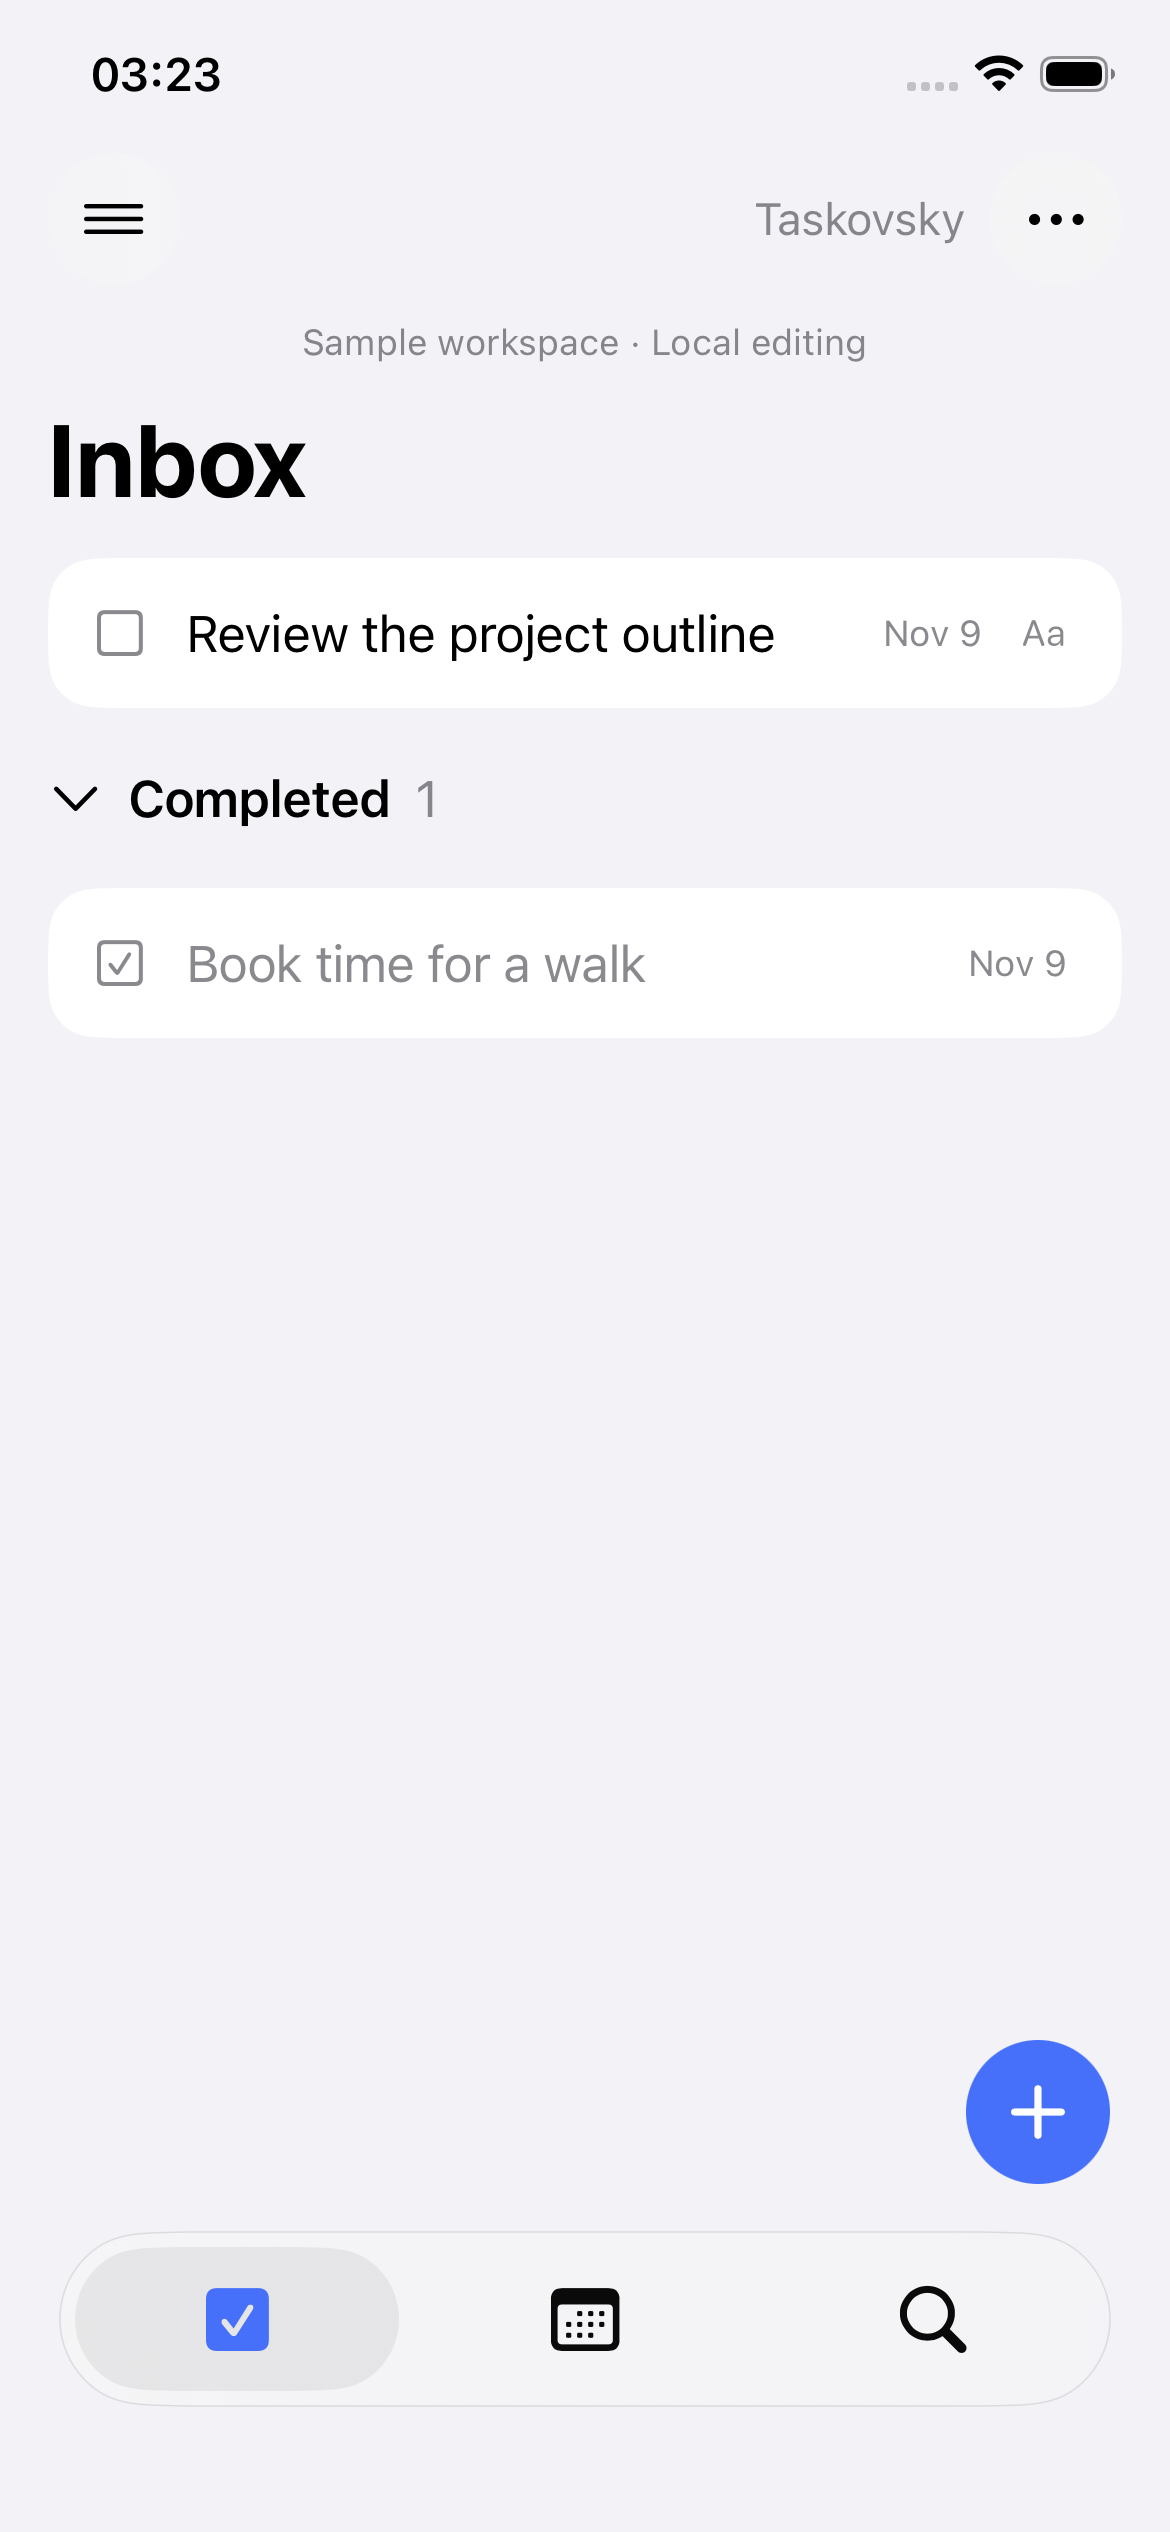 03:23
Taskovsky
Sample workspace · Local editing
Inbox
Review the project outline Nov 9 Aa
Completed 1
Book time for a walk Nov 9